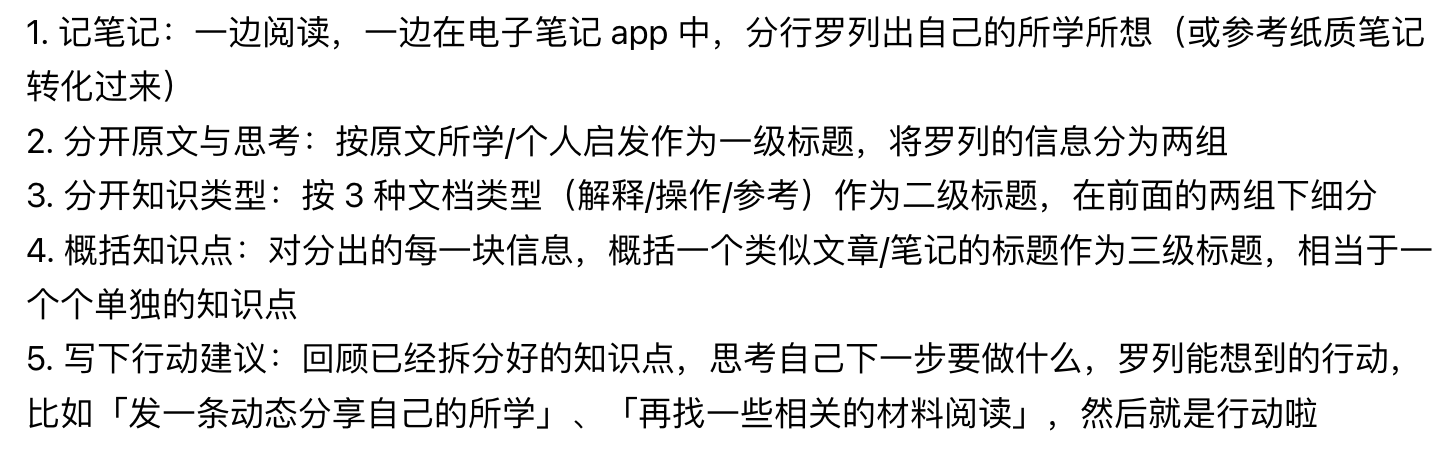 1. 记笔记：一边阅读，一边在电子笔记 app 中，分行罗列出自己的所学所想（或参考纸质笔记
转化过来）
2. 分开原文与思考：按原文所学/个人启发作为一级标题，将罗列的信息分为两组
3. 分开知识类型：按 3 种文档类型（解释/操作/参考）作为二级标题，在前面的两组下细分
4. 概括知识点：对分出的每一块信息，概括一个类似文章/笔记的标题作为三级标题，相当于一
个个单独的知识点
5. 写下行动建议：回顾已经拆分好的知识点，思考自己下一步要做什么，罗列能想到的行动，
比如「发一条动态分享自己的所学」、「再找一些相关的材料阅读」，然后就是行动啦